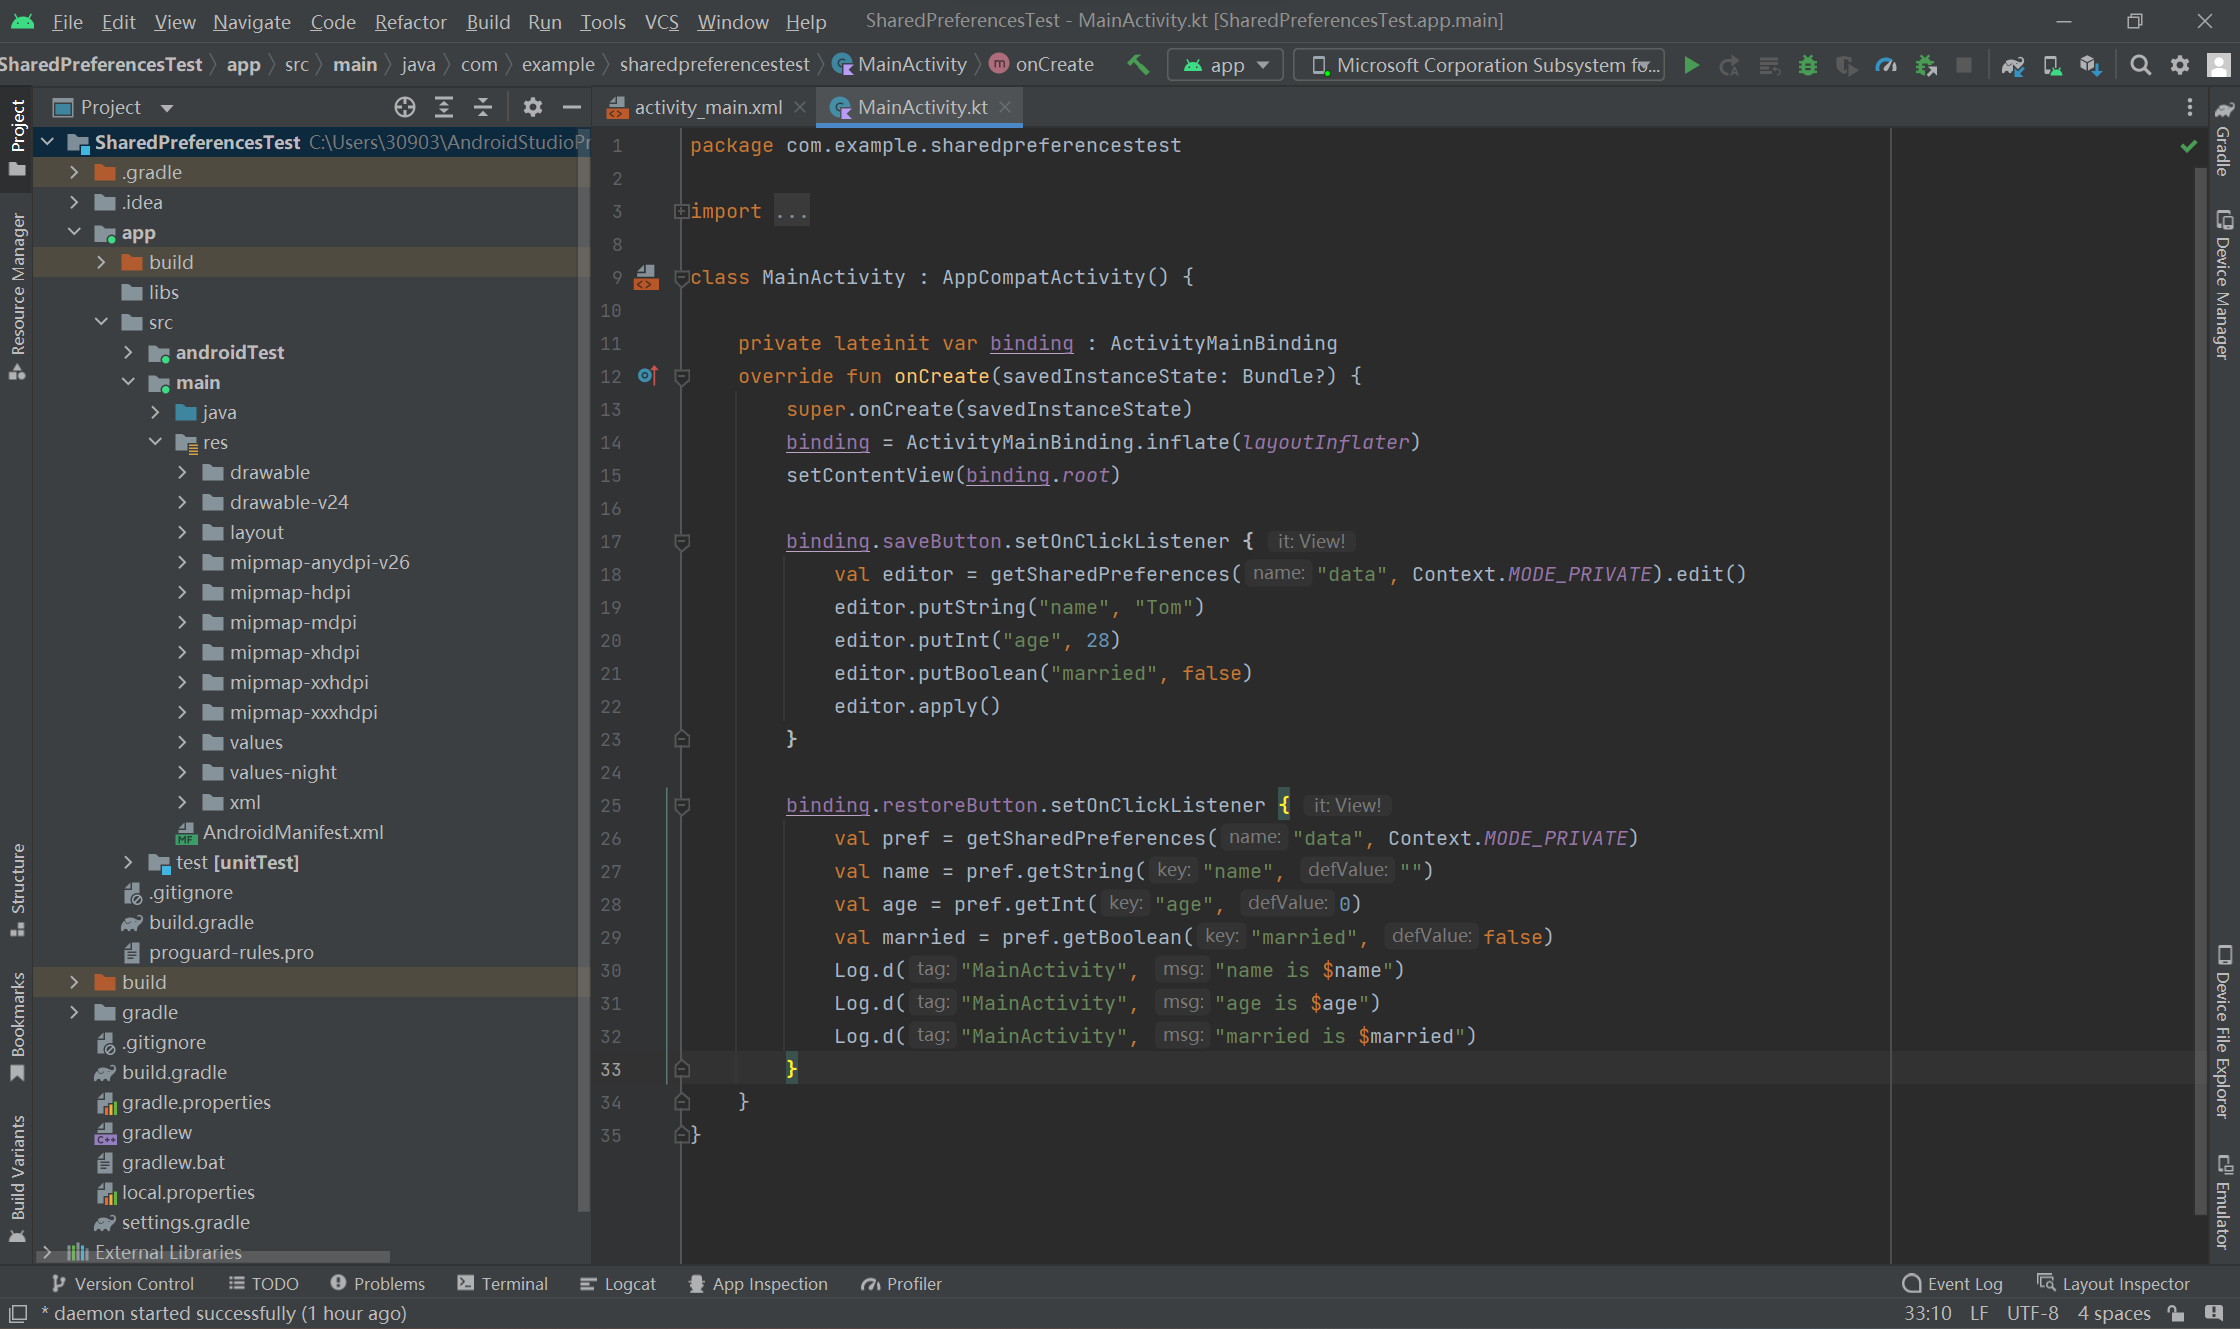 File Edit View Navigate Code Refactor Build Run Tools VCS Window Help SharedPreferencesTest - MainActivity.kt [SharedPreferencesTest.app.main]
SharedPreferencesTest app src main java com example sharedpreferencestest MainActivity onCreate app Microsoft Corporation Subsystem fo...
Project
activity_main.xml MainActivity.kt
Project
Resource Manager
Structure
Bookmarks
Build Variants
SharedPreferencesTest C:\Users\30903\AndroidStudioPr
.gradle
.idea
app
build
libs
src
androidTest
main
java
res
drawable
drawable-v24
layout
mipmap-anydpi-v26
mipmap-hdpi
mipmap-mdpi
mipmap-xhdpi
mipmap-xxhdpi
mipmap-xxxhdpi
values
values-night
xml
AndroidManifest.xml
test [unitTest]
.gitignore
build.gradle
proguard-rules.pro
build
gradle
.gitignore
build.gradle
gradle.properties
gradlew
gradlew.bat
local.properties
settings.gradle
External Libraries
1 package com.example.sharedpreferencestest
2
3 import ...
8
9 class MainActivity : AppCompatActivity() {
10
11 private lateinit var binding : ActivityMainBinding
12 override fun onCreate(savedInstanceState: Bundle?) {
13 super.onCreate(savedInstanceState)
14 binding = ActivityMainBinding.inflate(layoutInflater)
15 setContentView(binding.root)
16
17 binding.saveButton.setOnClickListener { it: View!
18 val editor = getSharedPreferences( name: "data", Context.MODE_PRIVATE).edit()
19 editor.putString("name", "Tom")
20 editor.putInt("age", 28)
21 editor.putBoolean("married", false)
22 editor.apply()
23 }
24
25 binding.restoreButton.setOnClickListener { it: View!
26 val pref = getSharedPreferences( name: "data", Context.MODE_PRIVATE)
27 val name = pref.getString( key: "name", defValue: "")
28 val age = pref.getInt( key: "age", defValue: 0)
29 val married = pref.getBoolean( key: "married", defValue: false)
30 Log.d( tag: "MainActivity", msg: "name is $name")
31 Log.d( tag: "MainActivity", msg: "age is $age")
32 Log.d( tag: "MainActivity", msg: "married is $married")
33 }
34 }
35 }
Gradle
Device Manager
Device File Explorer
Emulator
Version Control TODO Problems Terminal Logcat App Inspection Profiler Event Log Layout Inspector
* daemon started successfully (1 hour ago) 33:10 LF UTF-8 4 spaces